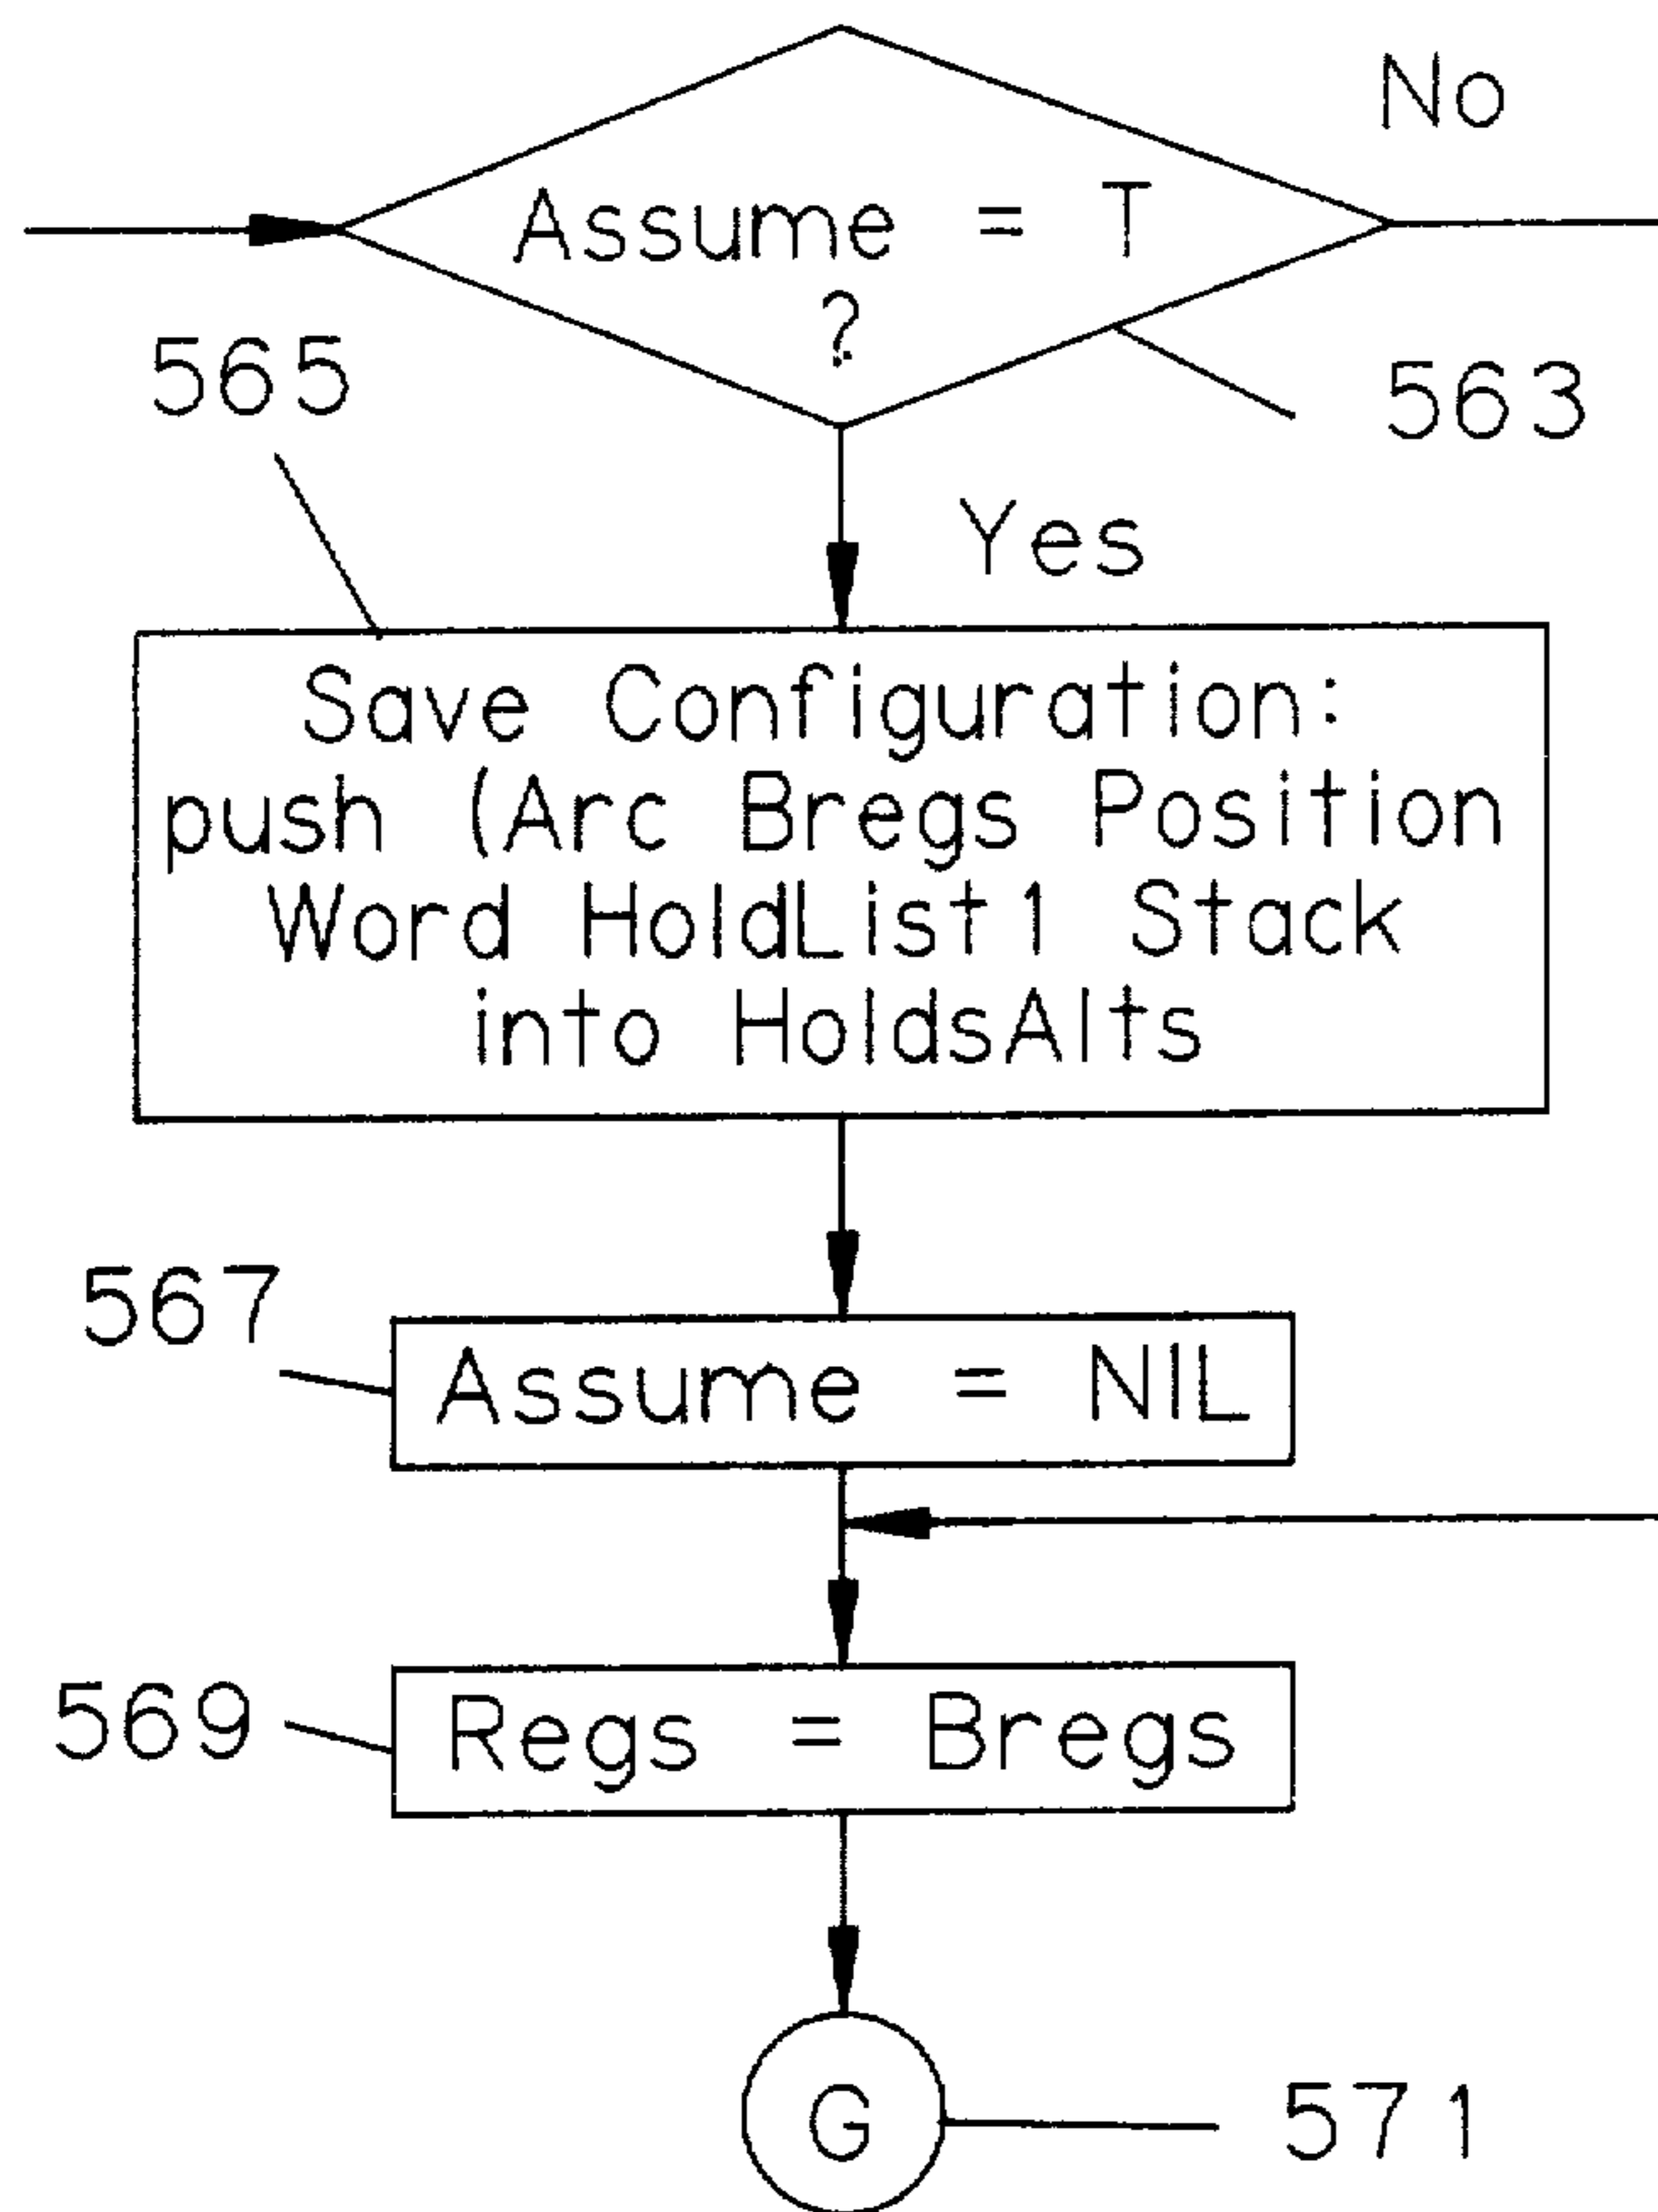 No
Assume = T
?
565
563
Yes
Save Configuration:
push (Arc Bregs Position
Word HoldList1 Stack
into HoldsAlts
567
Assume = NIL
569
Regs = Bregs
G
571